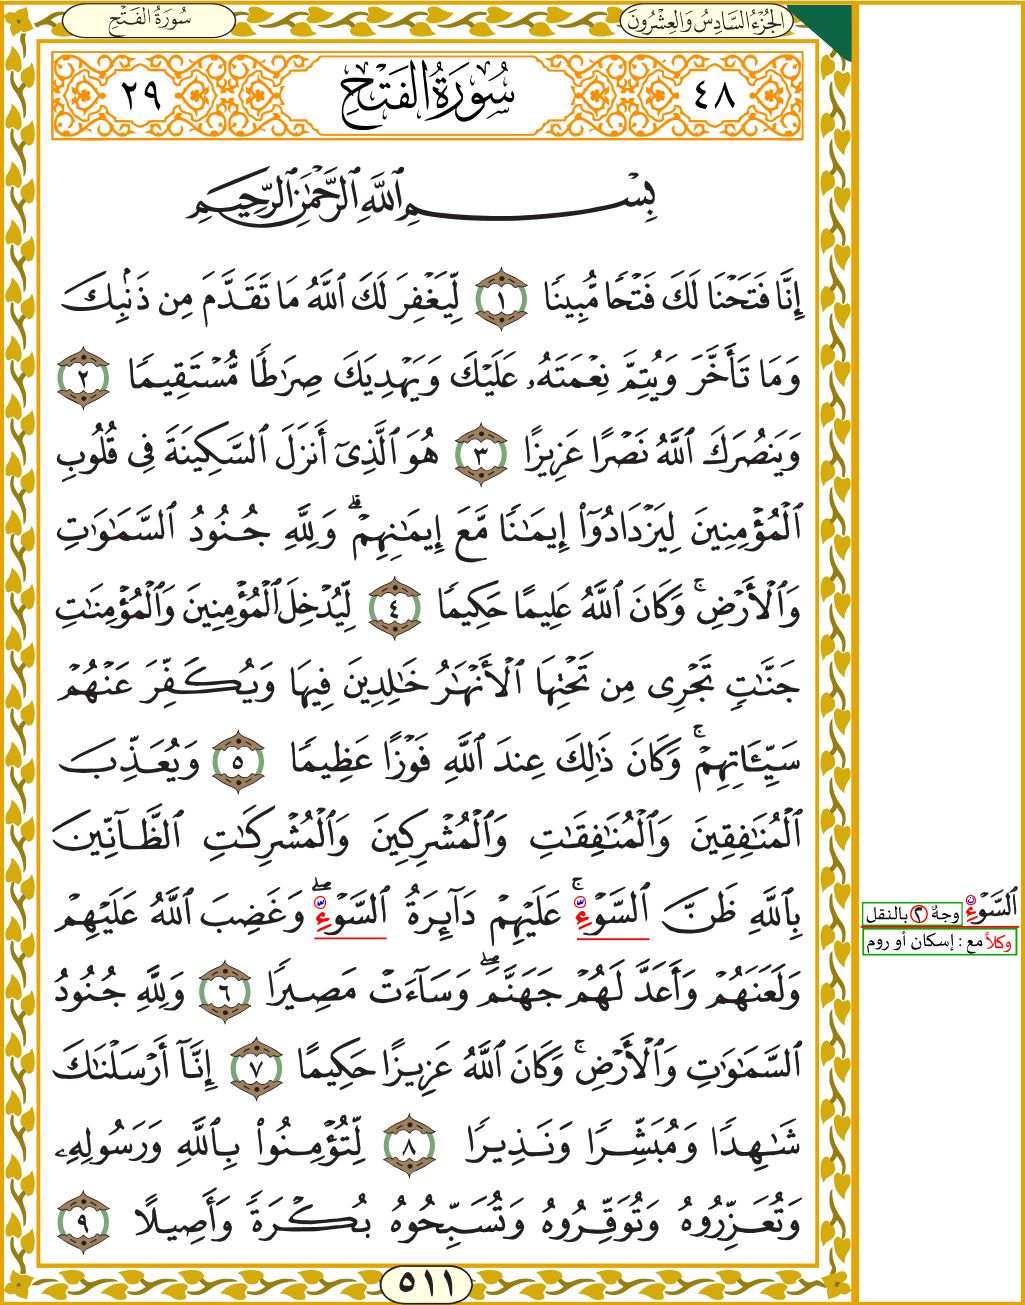 الجُزْءُ السَّادِسُ وَالعِشْرُونَ
سُورَةُ الفَتْحِ
٤٨ سُورَةُ الفَتْحِ ٢٩
بِسْمِ ٱللَّهِ ٱلرَّحْمَٰنِ ٱلرَّحِيمِ
إِنَّا فَتَحْنَا لَكَ فَتْحًا مُّبِينًا ١ لِّيَغْفِرَ لَكَ ٱللَّهُ مَا تَقَدَّمَ مِن ذَنۢبِكَ
وَمَا تَأَخَّرَ وَيُتِمَّ نِعْمَتَهُۥ عَلَيْكَ وَيَهْدِيَكَ صِرَٰطًا مُّسْتَقِيمًا ٢
وَيَنصُرَكَ ٱللَّهُ نَصْرًا عَزِيزًا ٣ هُوَ ٱلَّذِىٓ أَنزَلَ ٱلسَّكِينَةَ فِى قُلُوبِ
ٱلْمُؤْمِنِينَ لِيَزْدَادُوٓا۟ إِيمَٰنًا مَّعَ إِيمَٰنِهِمْ ۗ وَلِلَّهِ جُنُودُ ٱلسَّمَٰوَٰتِ
وَٱلْأَرْضِ ۚ وَكَانَ ٱللَّهُ عَلِيمًا حَكِيمًا ٤ لِّيُدْخِلَ ٱلْمُؤْمِنِينَ وَٱلْمُؤْمِنَٰتِ
جَنَّٰتٍ تَجْرِى مِن تَحْتِهَا ٱلْأَنْهَٰرُ خَٰلِدِينَ فِيهَا وَيُكَفِّرَ عَنْهُمْ
سَيِّـَٔاتِهِمْ ۚ وَكَانَ ذَٰلِكَ عِندَ ٱللَّهِ فَوْزًا عَظِيمًا ٥ وَيُعَذِّبَ
ٱلْمُنَٰفِقِينَ وَٱلْمُنَٰفِقَٰتِ وَٱلْمُشْرِكِينَ وَٱلْمُشْرِكَٰتِ ٱلظَّآنِّينَ
بِٱللَّهِ ظَنَّ ٱلسَّوْءِ ۚ عَلَيْهِمْ دَآئِرَةُ ٱلسَّوْءِ ۖ وَغَضِبَ ٱللَّهُ عَلَيْهِمْ
وَلَعَنَهُمْ وَأَعَدَّ لَهُمْ جَهَنَّمَ ۖ وَسَآءَتْ مَصِيرًا ٦ وَلِلَّهِ جُنُودُ
ٱلسَّمَٰوَٰتِ وَٱلْأَرْضِ ۚ وَكَانَ ٱللَّهُ عَزِيزًا حَكِيمًا ٧ إِنَّآ أَرْسَلْنَٰكَ
شَٰهِدًا وَمُبَشِّرًا وَنَذِيرًا ٨ لِّتُؤْمِنُوا۟ بِٱللَّهِ وَرَسُولِهِۦ
وَتُعَزِّرُوهُ وَتُوَقِّرُوهُ وَتُسَبِّحُوهُ بُكْرَةً وَأَصِيلًا ٩
ٱلسَّوْءِ وجهٌ ٢ بالنقل
وكلاً مع : إسكان أو روم
٥١١